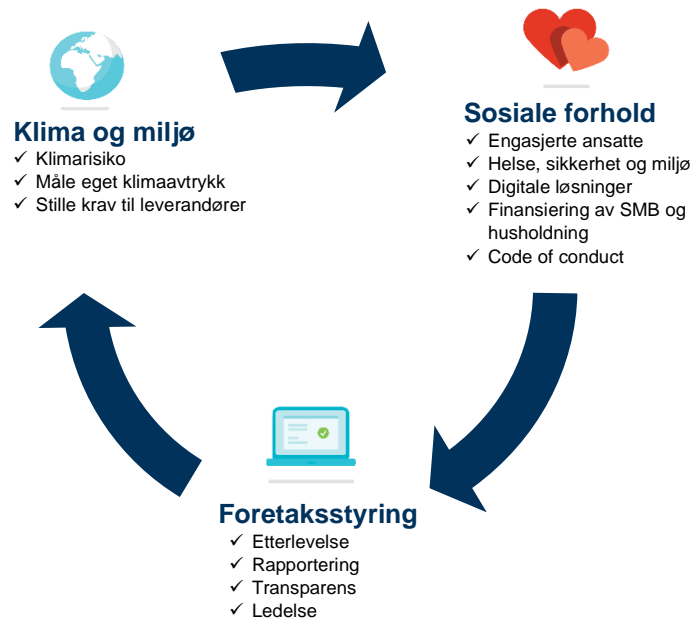 Klima og miljø
✓ Klimarisiko
✓ Måle eget klimaavtrykk
✓ Stille krav til leverandører
Sosiale forhold
✓ Engasjerte ansatte
✓ Helse, sikkerhet og miljø
✓ Digitale løsninger
✓ Finansiering av SMB og
husholdning
✓ Code of conduct
Foretaksstyring
✓ Etterlevelse
✓ Rapportering
✓ Transparens
✓ Ledelse